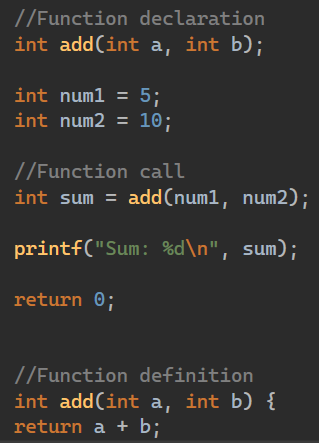 //Function declaration
int add(int a, int b);
int num1 = 5;
int num2 = 10;
//Function call
int sum = add(num1, num2);
printf("Sum: %d\n", sum);
return 0;
//Function definition
int add(int a, int b) {
return a + b;